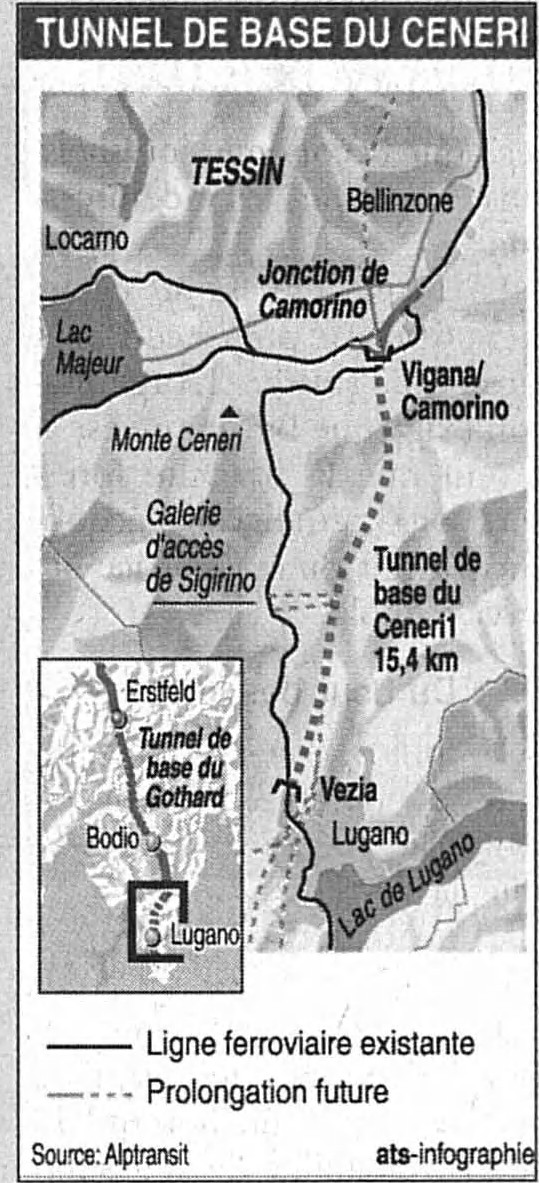 TUNNEL DE BASE DU CENERI
TESSIN
Bellinzone
Locarno
Jonction de
Camorino
Lac
Majeur
Vigana/
Camorino
Monte Ceneri
Galerie
d'accès
de Sigirino
Tunnel de
base du
Ceneri1
15,4 km
Erstfeld
Tunnel de
base du
Gothard
Bodio
Lugano
Vezia
Lugano
Lac de Lugano
Ligne ferroviaire existante
Prolongation future
Source: Alptransit
ats-infographie